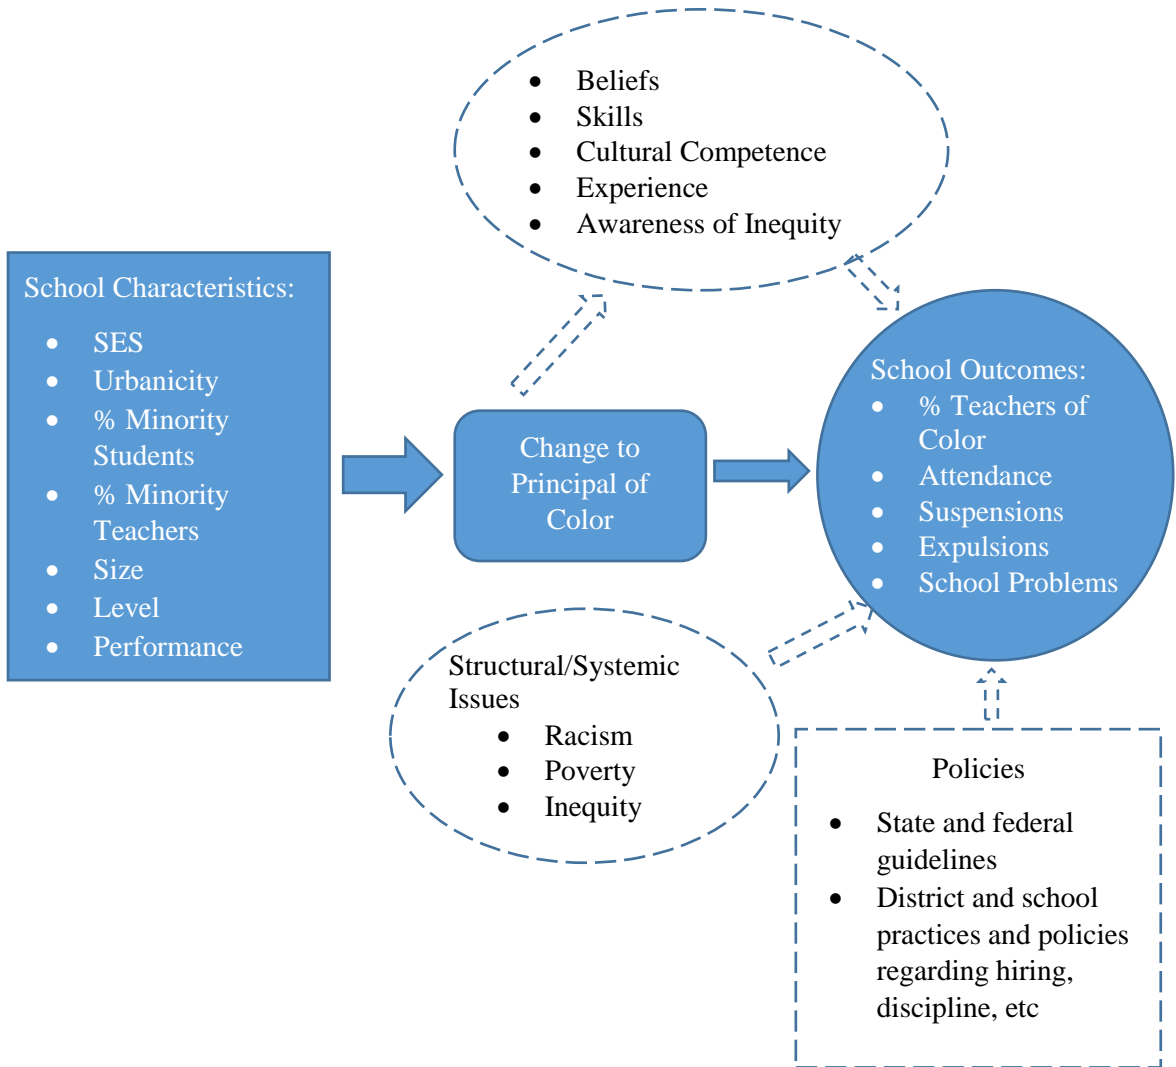 • Beliefs
• Skills
• Cultural Competence
• Experience
• Awareness of Inequity
School Characteristics:
• SES
• Urbanicity
• % Minority
Students
• % Minority
Teachers
• Size
• Level
• Performance
Change to
Principal of
Color
School Outcomes:
• % Teachers of
Color
• Attendance
• Suspensions
• Expulsions
• School Problems
Structural/Systemic
Issues
• Racism
• Poverty
• Inequity
Policies
• State and federal
guidelines
• District and school
practices and policies
regarding hiring,
discipline, etc